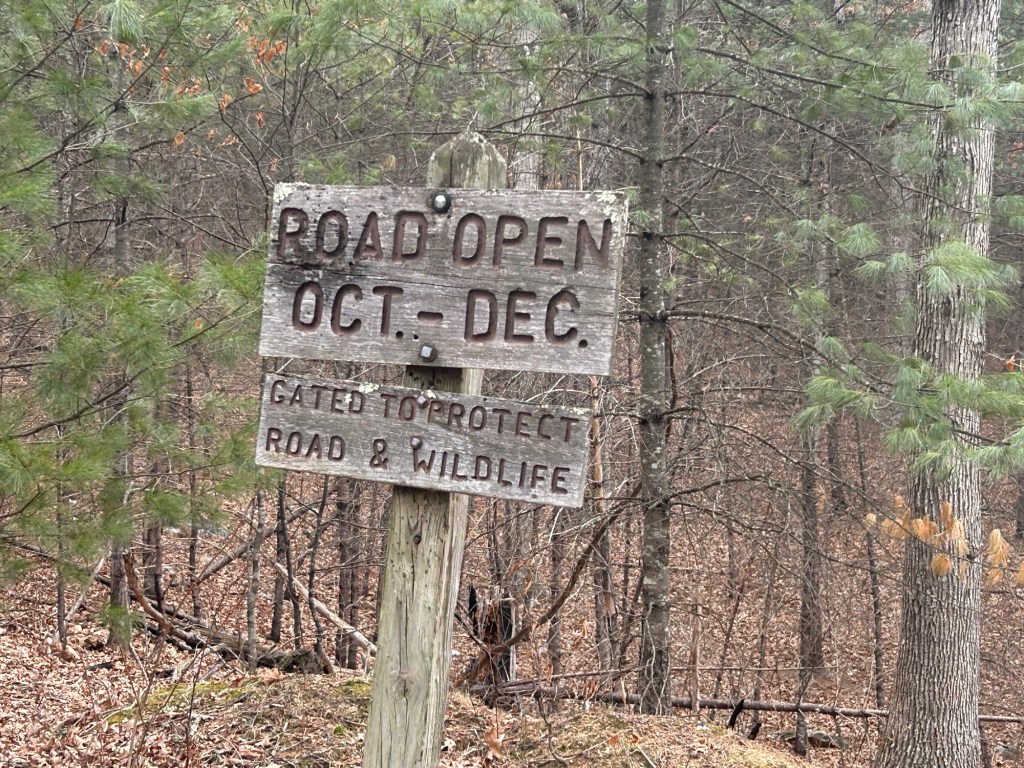 ROAD OPEN
OCT. - DEC.
GATED TO PROTECT
ROAD & WILDLIFE